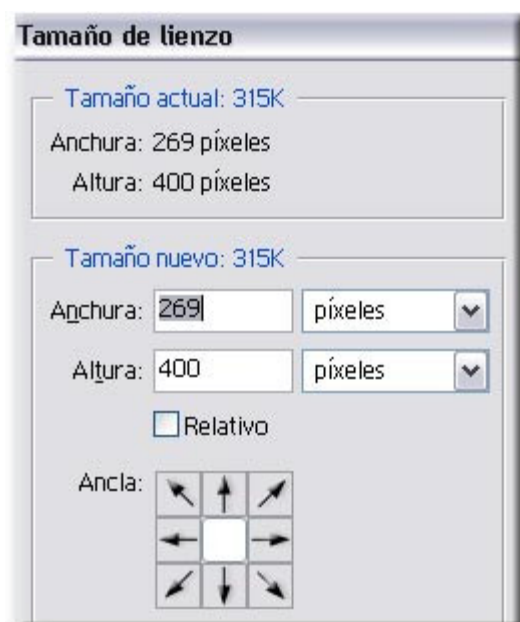 Tamaño de lienzo
Tamaño actual: 315K
Anchura: 269 píxeles
Altura: 400 píxeles
Tamaño nuevo: 315K
Anchura: 269 píxeles
Altura: 400 píxeles
Relativo
Ancla: